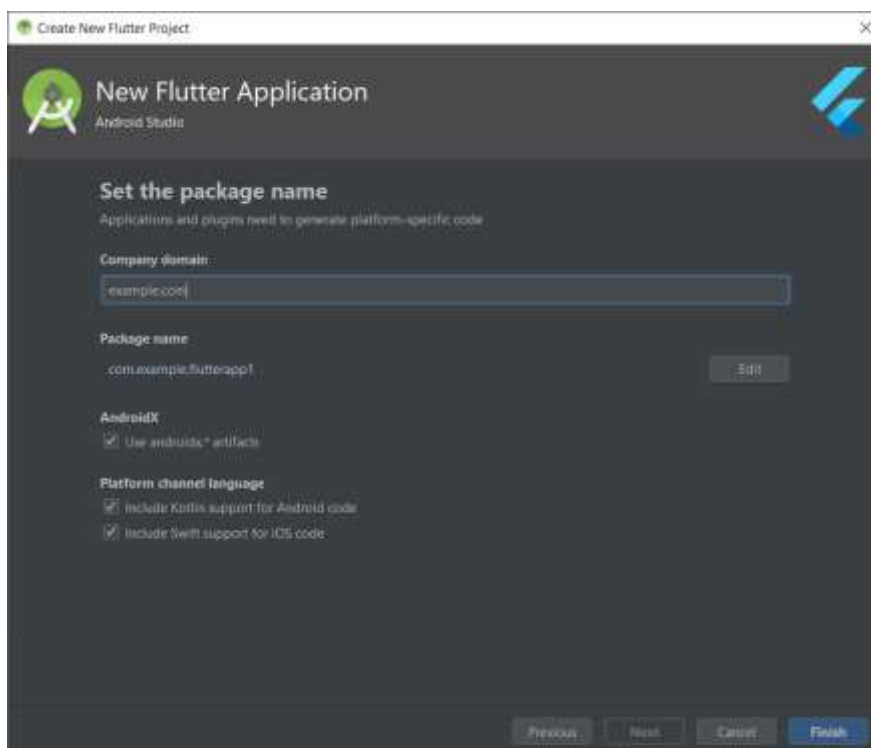 Create New Flutter Project
New Flutter Application
Android Studio
Set the package name
Applications and plugins need to generate platform-specific code
Company domain
example.com
Package name
com.example.flutterapp1
Edit
AndroidX
Use androidx.* artifacts
Platform channel language
Include Kotlin support for Android code
Include Swift support for iOS code
Previous Next Cancel Finish